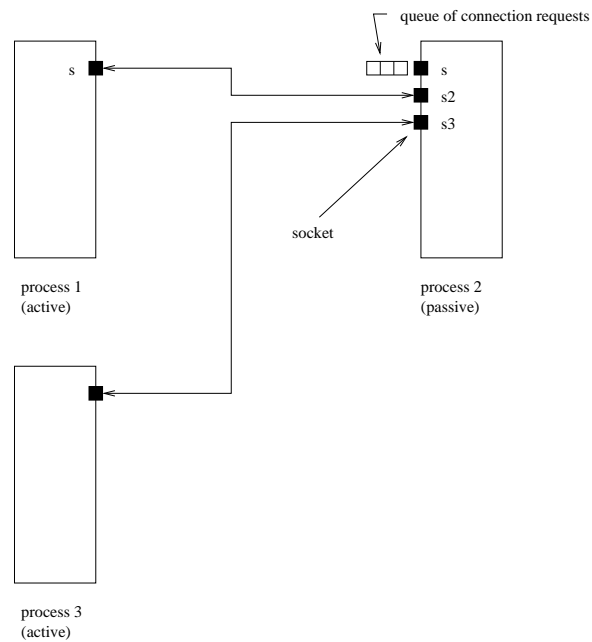 queue of connection requests
s
s
s2
s3
socket
process 1
(active)
process 2
(passive)
process 3
(active)